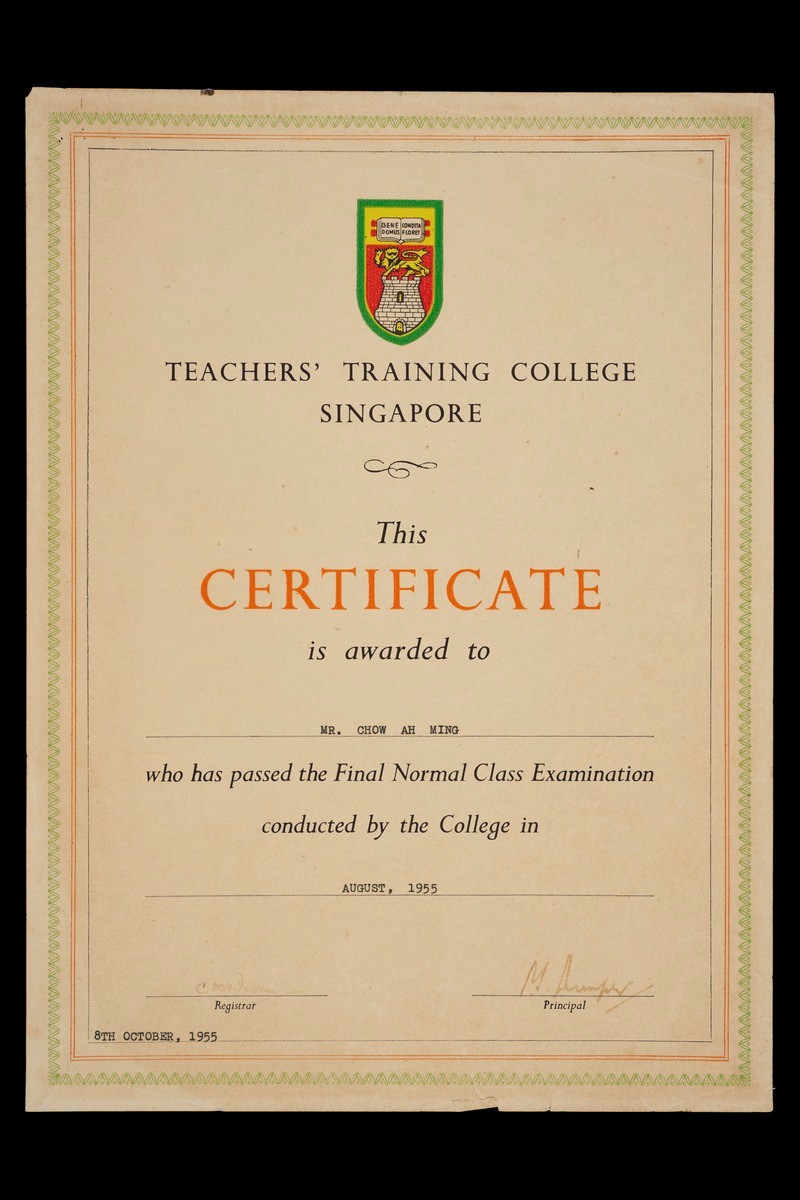 BENE CONDITA
DOMUS FLORET
TEACHERS’ TRAINING COLLEGE
SINGAPORE
This
CERTIFICATE
is awarded to
MR. CHOW AH MING
who has passed the Final Normal Class Examination
conducted by the College in
AUGUST, 1955
Registrar
Principal
8TH OCTOBER, 1955